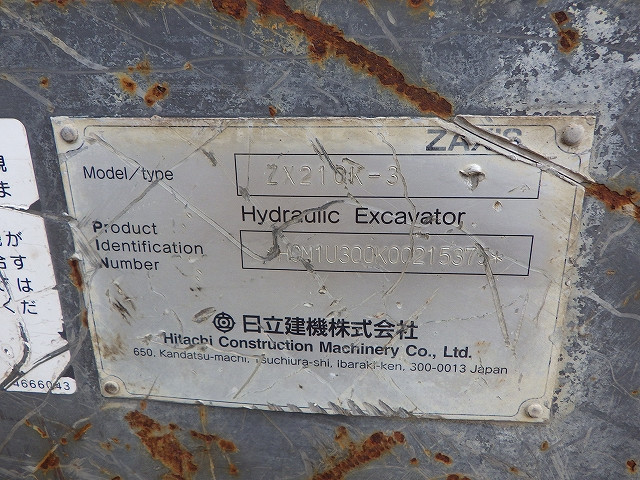 ZAXIS
Model/type
ZX210K-3
Hydraulic Excavator
Product
Identification
Number
日立建機株式会社
Hitachi Construction Machinery Co., Ltd.
650, Kandatsu-machi, Tsuchiura-shi, Ibaraki-ken, 300-0013 Japan
4666043